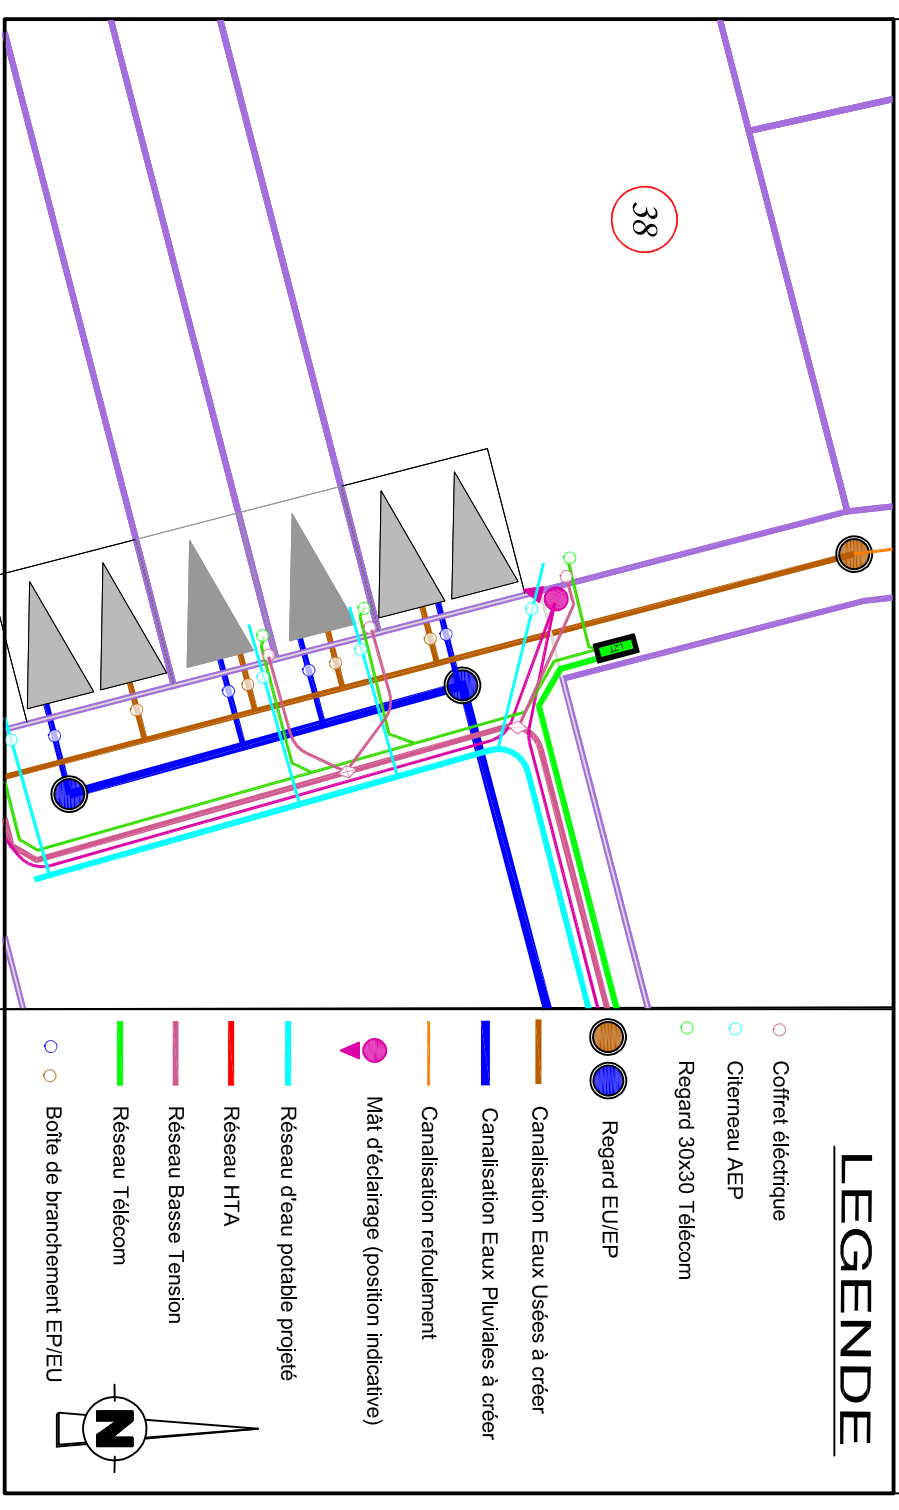 38
LZT
LEGENDE
Coffret éléctrique
Citerneau AEP
Regard 30x30 Télécom
Regard EU/EP
Canalisation Eaux Usées à créer
Canalisation Eaux Pluviales à créer
Canalisation refoulement
Mât d'éclairage (position indicative)
Réseau d'eau potable projeté
Réseau HTA
Réseau Basse Tension
Réseau Télécom
Boîte de branchement EP/EU
N